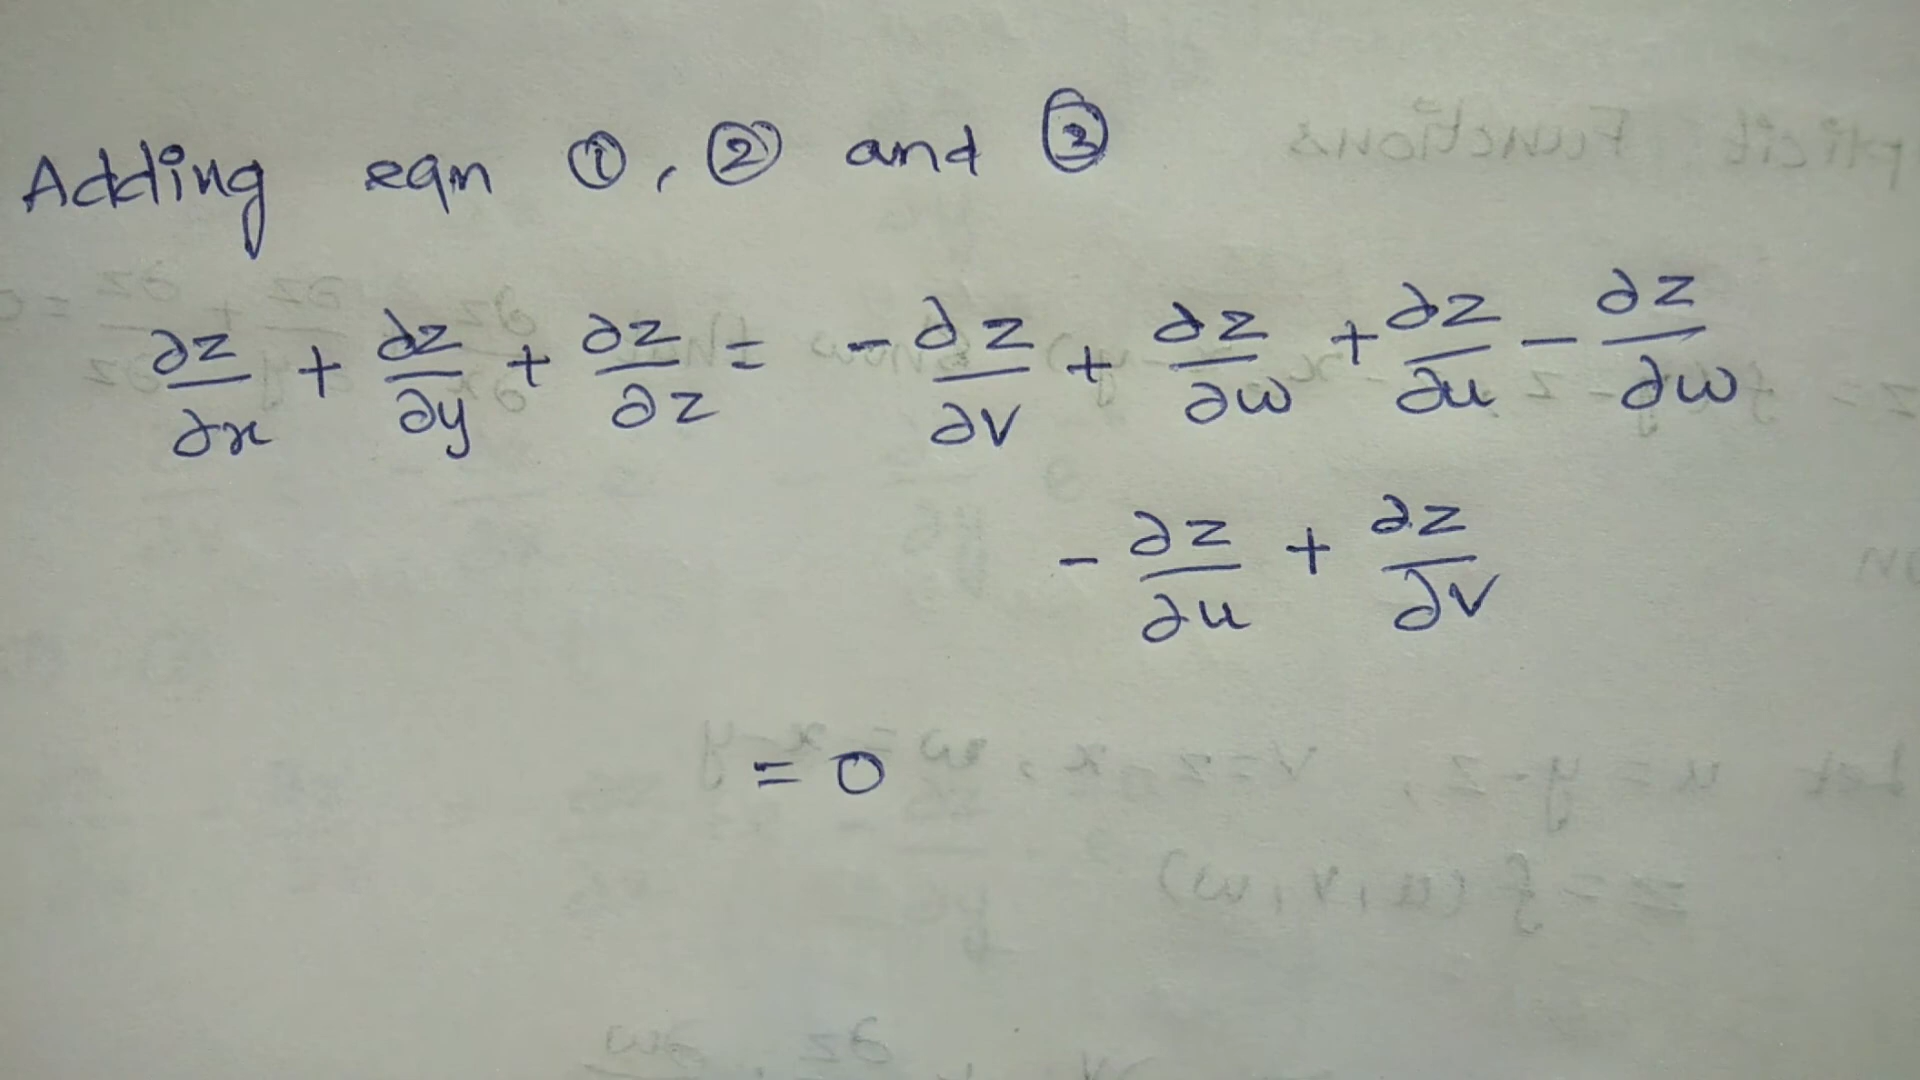 Adding eqn ①, ② and ③
∂z/∂x + ∂z/∂y + ∂z/∂z = - ∂z/∂v + ∂z/∂w + ∂z/∂u - ∂z/∂w
- ∂z/∂u + ∂z/∂v
= 0